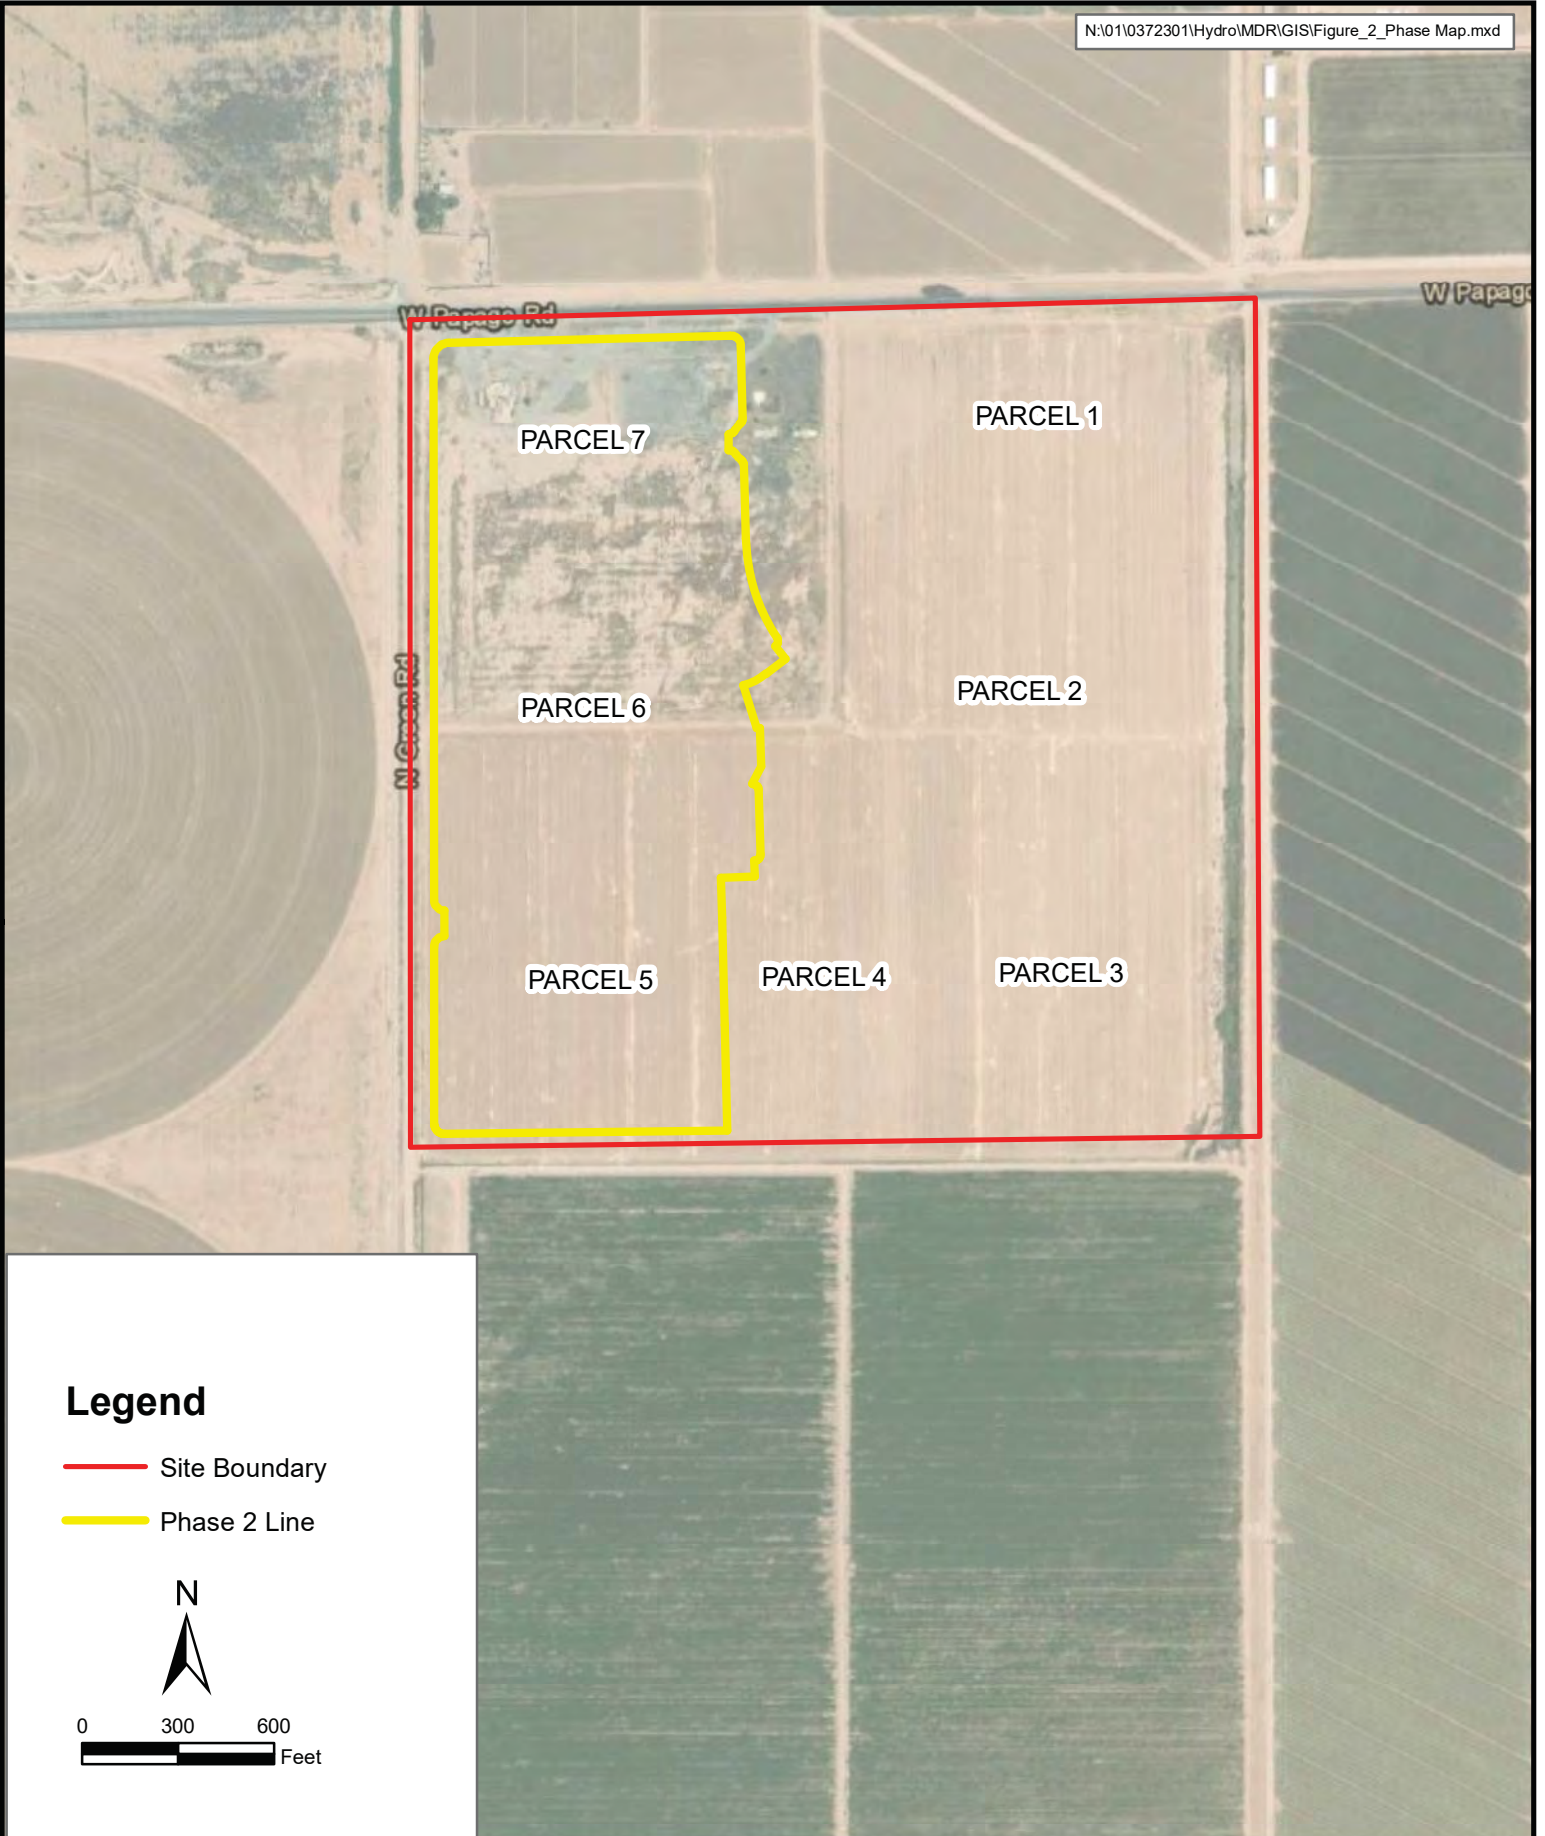 N:\01\0372301\Hydro\MDR\GIS\Figure_2_Phase Map.mxd
W Papago Rd
W Papago
PARCEL 1
PARCEL 7
PARCEL 2
PARCEL 6
N Green Rd
PARCEL 5
PARCEL 4
PARCEL 3
Legend
Site Boundary
Phase 2 Line
N
0 300 600
Feet